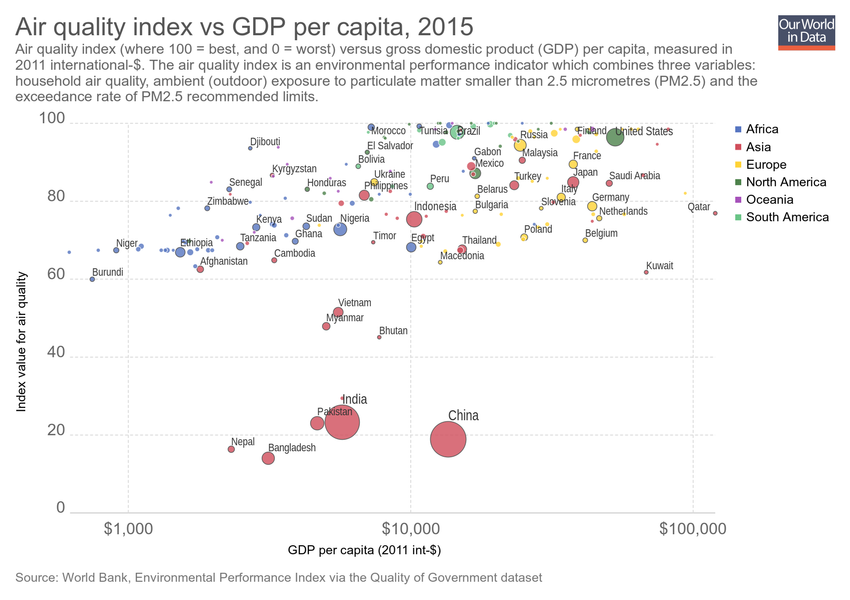 Air quality index vs GDP per capita, 2015
Our World
in Data
Air quality index (where 100 = best, and 0 = worst) versus gross domestic product (GDP) per capita, measured in
2011 international-$. The air quality index is an environmental performance indicator which combines three variables:
household air quality, ambient (outdoor) exposure to particulate matter smaller than 2.5 micrometres (PM2.5) and the
exceedance rate of PM2.5 recommended limits.
100
Morocco
Tunisia
Brazil
Russia
Finland
United States
Africa
Djibouti
El Salvador
Gabon
Malaysia
France
Asia
Bolivia
Mexico
Europe
Kyrgyzstan
Ukraine
Japan
Saudi Arabia
North America
Senegal
Honduras
Philippines
Peru
Turkey
Oceania
80
Zimbabwe
Belarus
Italy
Germany
South America
Indonesia
Bulgaria
Slovenia
Netherlands
Qatar
Kenya
Sudan
Nigeria
Niger
Ethiopia
Tanzania
Ghana
Timor
Egypt
Thailand
Poland
Belgium
Afghanistan
Cambodia
Macedonia
Kuwait
Burundi
60
Index value for air quality
Vietnam
Myanmar
Bhutan
40
India
Pakistan
China
20
Nepal
Bangladesh
0
$1,000
$10,000
$100,000
GDP per capita (2011 int-$)
Source: World Bank, Environmental Performance Index via the Quality of Government dataset